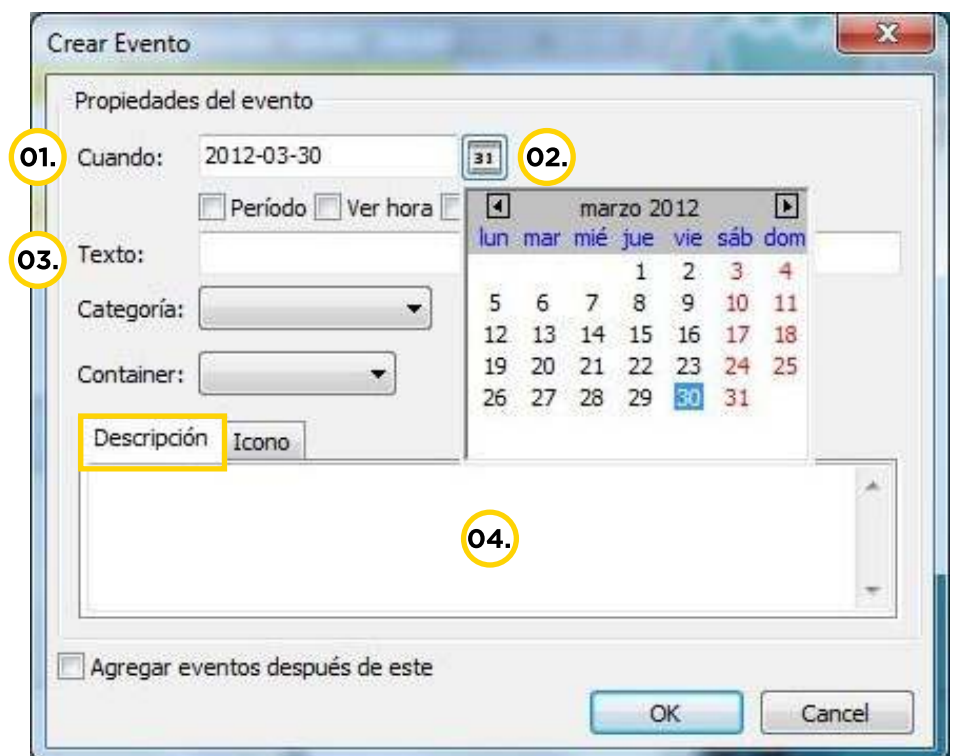 Crear Evento
Propiedades del evento
01. Cuando: 2012-03-30 31 02.
Período Ver hora
marzo 2012
lun mar mié jue vie sáb dom
03. Texto:
1 2 3 4
Categoría: 5 6 7 8 9 10 11
12 13 14 15 16 17 18
Container: 19 20 21 22 23 24 25
26 27 28 29 30 31
Descripción Icono
04.
Agregar eventos después de este
OK Cancel